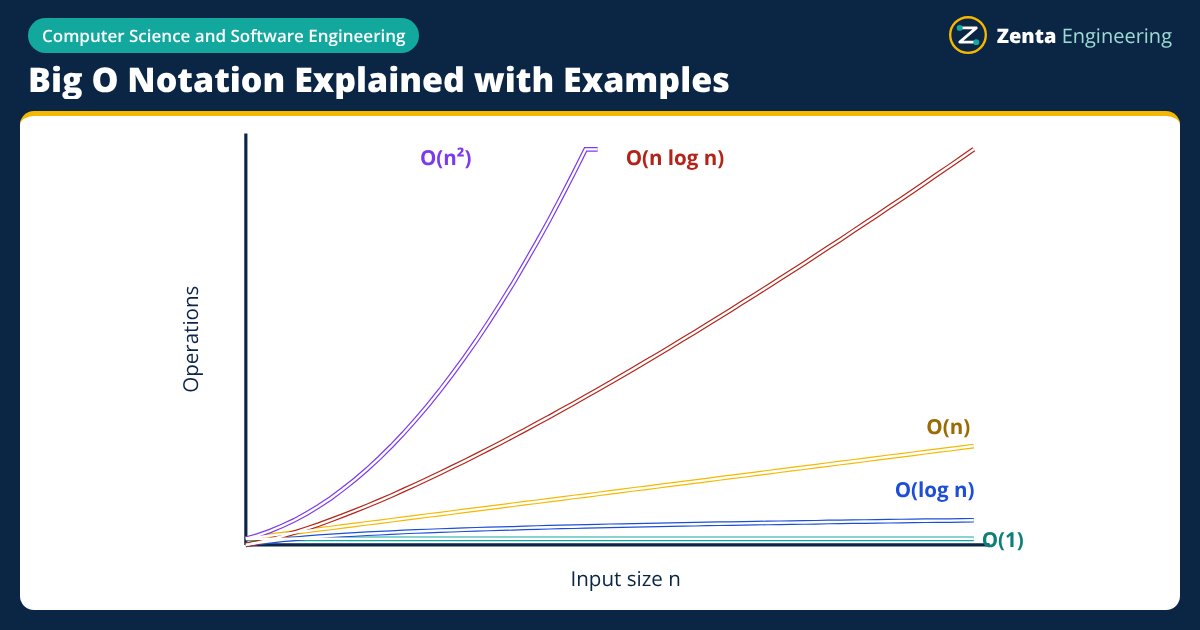 Computer Science and Software Engineering
Zenta Engineering
Big O Notation Explained with Examples
O(n²)
O(n log n)
O(n)
O(log n)
O(1)
Operations
Input size n